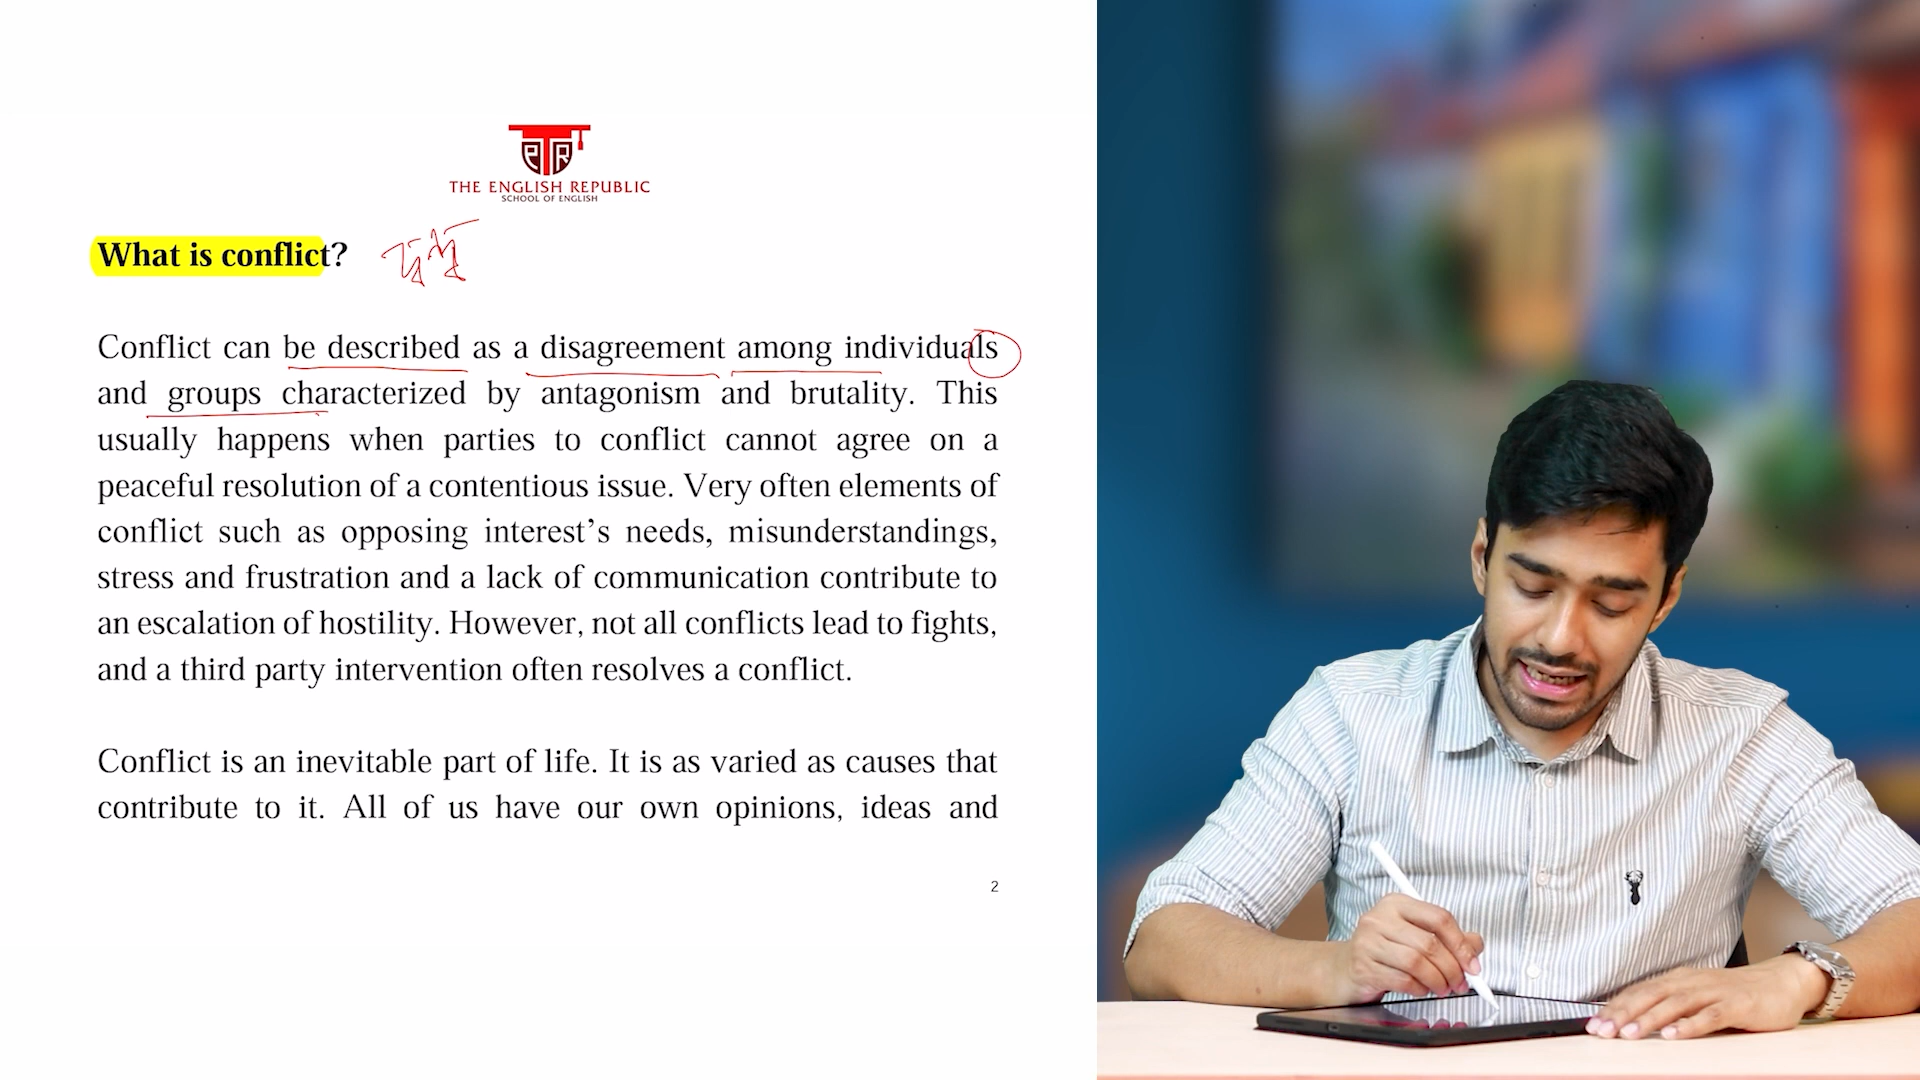 THE ENGLISH REPUBLIC
SCHOOL OF ENGLISH
What is conflict? দ্বন্দ্ব
Conflict can be described as a disagreement among individuals
and groups characterized by antagonism and brutality. This
usually happens when parties to conflict cannot agree on a
peaceful resolution of a contentious issue. Very often elements of
conflict such as opposing interest’s needs, misunderstandings,
stress and frustration and a lack of communication contribute to
an escalation of hostility. However, not all conflicts lead to fights,
and a third party intervention often resolves a conflict.
Conflict is an inevitable part of life. It is as varied as causes that
contribute to it. All of us have our own opinions, ideas and
2